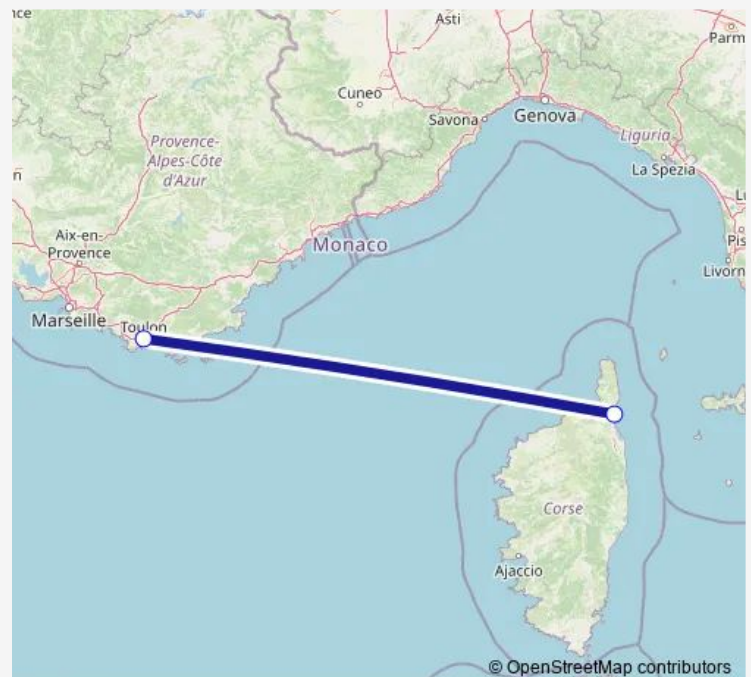 Asti
Parm
Cuneo
Savona
Genova
Provence-
Alpes-Côte
d'Azur
Liguria
La Spezia
Aix-en-
Provence
Monaco
Pis
Livorn
Marseille
Toulon
Corse
Ajaccio
© OpenStreetMap contributors